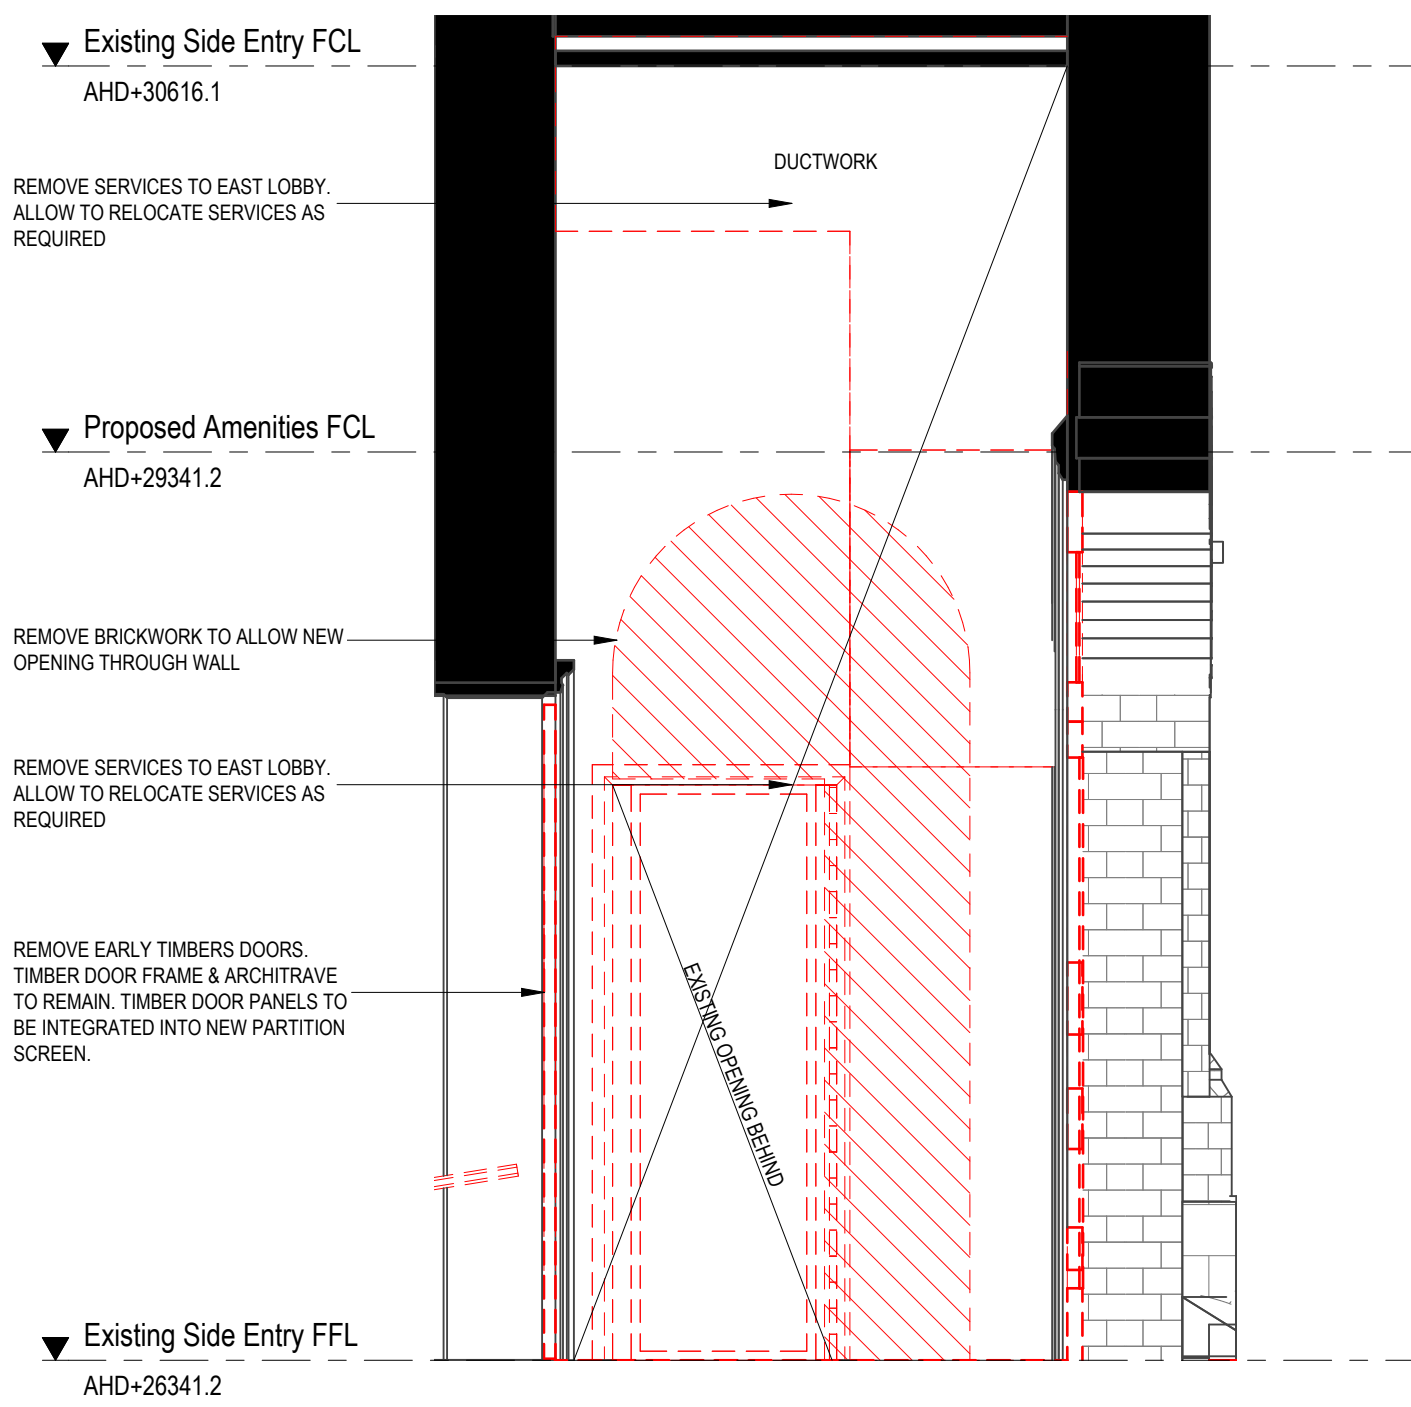 Existing Side Entry FCL
AHD+30616.1
DUCTWORK
REMOVE SERVICES TO EAST LOBBY.
ALLOW TO RELOCATE SERVICES AS
REQUIRED
Proposed Amenities FCL
AHD+29341.2
REMOVE BRICKWORK TO ALLOW NEW
OPENING THROUGH WALL
REMOVE SERVICES TO EAST LOBBY.
ALLOW TO RELOCATE SERVICES AS
REQUIRED
REMOVE EARLY TIMBERS DOORS.
TIMBER DOOR FRAME & ARCHITRAVE
TO REMAIN. TIMBER DOOR PANELS TO
BE INTEGRATED INTO NEW PARTITION
SCREEN.
EXISTING OPENING BEHIND
Existing Side Entry FFL
AHD+26341.2